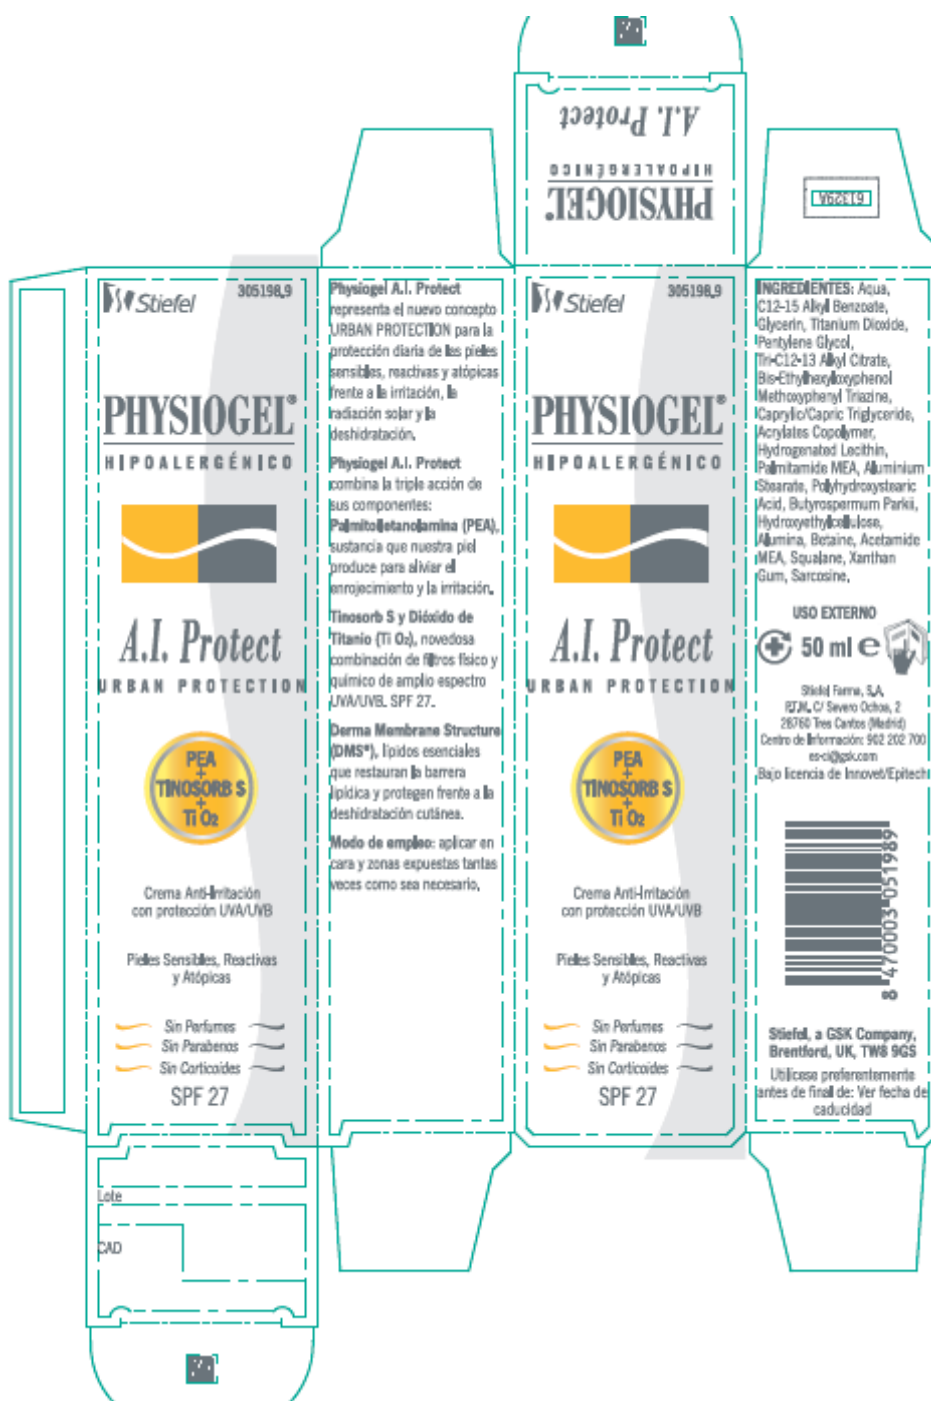 A.I. Protect
HIPOALERGÉNICO
PHYSIOGEL®
61329A
Stiefel
305198.9
PHYSIOGEL®
HIPOALERGÉNICO
A.I. Protect
URBAN PROTECTION
PEA
+
TINOSORB S
+
Ti O2
Crema Anti-Irritación
con protección UVA/UVB
Pieles Sensibles, Reactivas
y Atópicas
Sin Perfumes
Sin Parabenos
Sin Corticoides
SPF 27
Physiogel A.I. Protect
representa el nuevo concepto
URBAN PROTECTION para la
protección diaria de las pieles
sensibles, reactivas y atópicas
frente a la irritación, la
radiación solar y la
deshidratación.
Physiogel A.I. Protect
combina la triple acción de
sus componentes:
Palmitoiletanolamina (PEA),
sustancia que nuestra piel
produce para aliviar el
enrojecimiento y la irritación.
Tinosorb S y Dióxido de
Titanio (Ti O2), novedosa
combinación de filtros físico y
químico de amplio espectro
UVA/UVB. SPF 27.
Derma Membrane Structure
(DMS®), lípidos esenciales
que restauran la barrera
lipídica y protegen frente a la
deshidratación cutánea.
Modo de empleo: aplicar en
cara y zonas expuestas tantas
veces como sea necesario.
Stiefel
305198.9
PHYSIOGEL®
HIPOALERGÉNICO
A.I. Protect
URBAN PROTECTION
PEA
+
TINOSORB S
+
Ti O2
Crema Anti-Irritación
con protección UVA/UVB
Pieles Sensibles, Reactivas
y Atópicas
Sin Perfumes
Sin Parabenos
Sin Corticoides
SPF 27
INGREDIENTES: Aqua,
C12-15 Alkyl Benzoate,
Glycerin, Titanium Dioxide,
Pentylene Glycol,
Tri-C12-13 Alkyl Citrate,
Bis-Ethylhexyloxyphenol
Methoxyphenyl Triazine,
Caprylic/Capric Triglyceride,
Acrylates Copolymer,
Hydrogenated Lecithin,
Palmitamide MEA, Aluminium
Stearate, Polyhydroxystearic
Acid, Butyrospermum Parkii,
Hydroxyethylcellulose,
Alumina, Betaine, Acetamide
MEA, Squalane, Xanthan
Gum, Sarcosine.
USO EXTERNO
50 ml e
Stiefel Farma, S.A.
P.T.M. C/ Severo Ochoa, 2
28760 Tres Cantos (Madrid)
Centro de Información: 902 202 700
es-ci@gsk.com
Bajo licencia de Innovet/Epitech
8 470003 051989
Stiefel, a GSK Company,
Brentford, UK, TW8 9GS
Utilícese preferentemente
antes de final de: Ver fecha de
caducidad
Lote
CAD